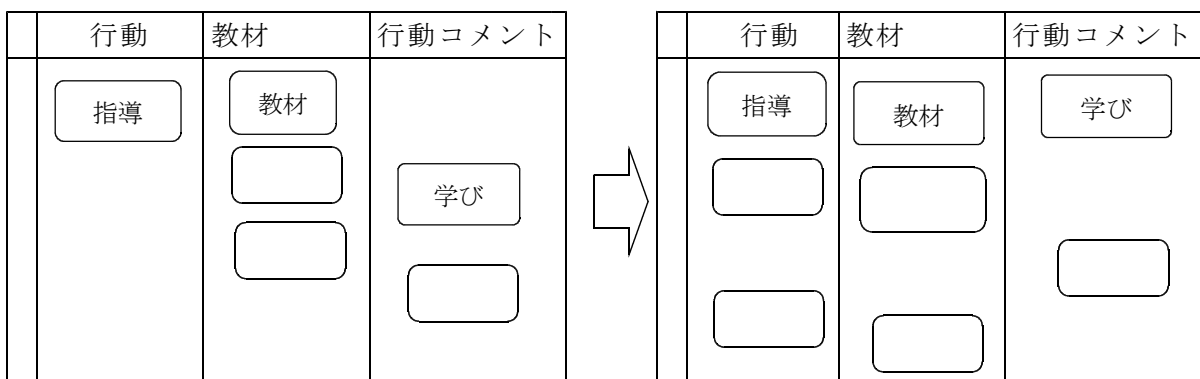 行動 教材 行動コメント
指導 教材
学び
行動 教材 行動コメント
指導 教材 学び